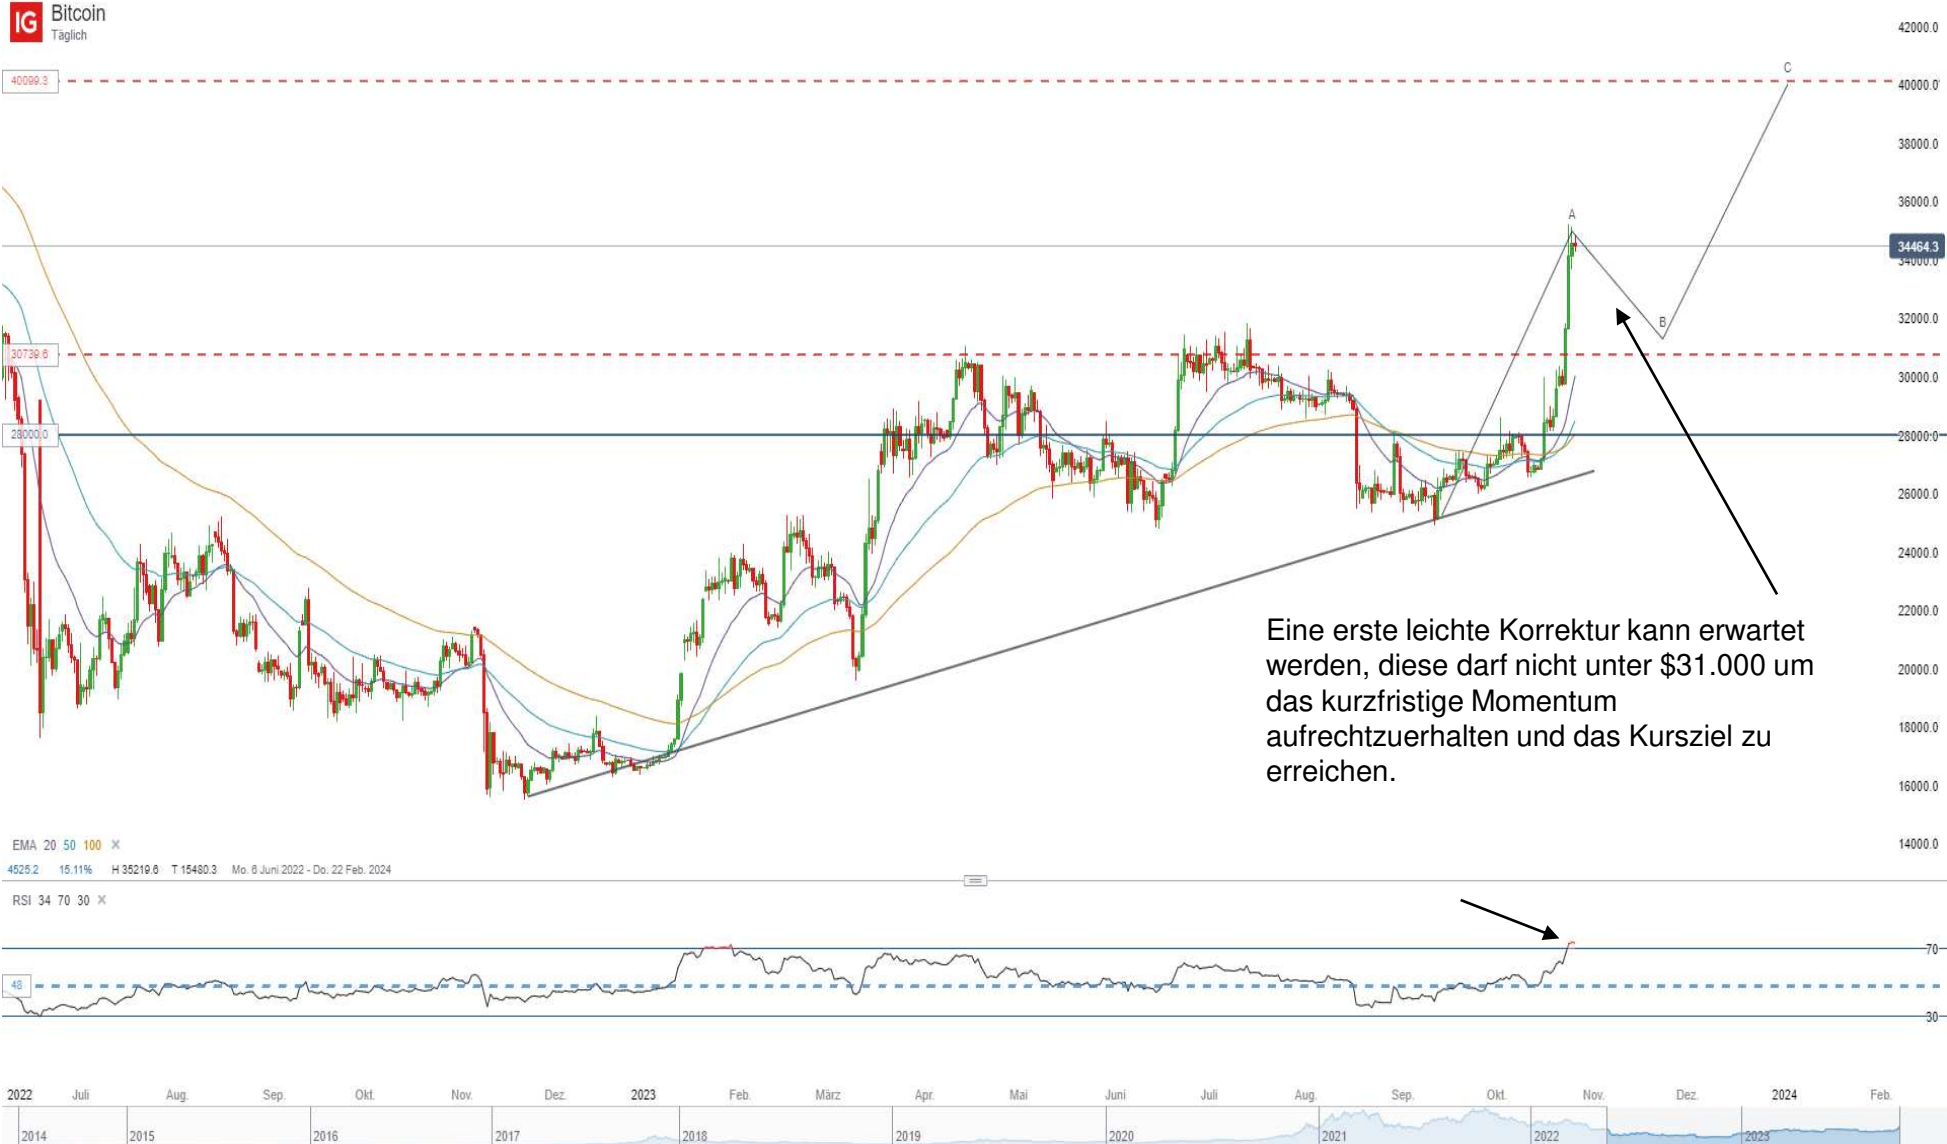 IG Bitcoin
Täglich
42000.0
40099.3
C
40000.0
38000.0
36000.0
A
34464.3
34000.0
32000.0
B
30739.6
30000.0
28000.0
28000.0
26000.0
24000.0
22000.0
Eine erste leichte Korrektur kann erwartet
werden, diese darf nicht unter $31.000 um
das kurzfristige Momentum
aufrechtzuerhalten und das Kursziel zu
erreichen.
20000.0
18000.0
16000.0
14000.0
EMA 20 50 100 ×
4525.2 15.11% H 35219.6 T 15480.3 Mo. 6 Juni 2022 - Do. 22 Feb. 2024
RSI 34 70 30 ×
70
48
30
2022 Juli Aug. Sep. Okt. Nov. Dez. 2023 Feb. März Apr. Mai Juni Juli Aug. Sep. Okt. Nov. Dez. 2024 Feb.
2014 2015 2016 2017 2018 2019 2020 2021 2022 2023